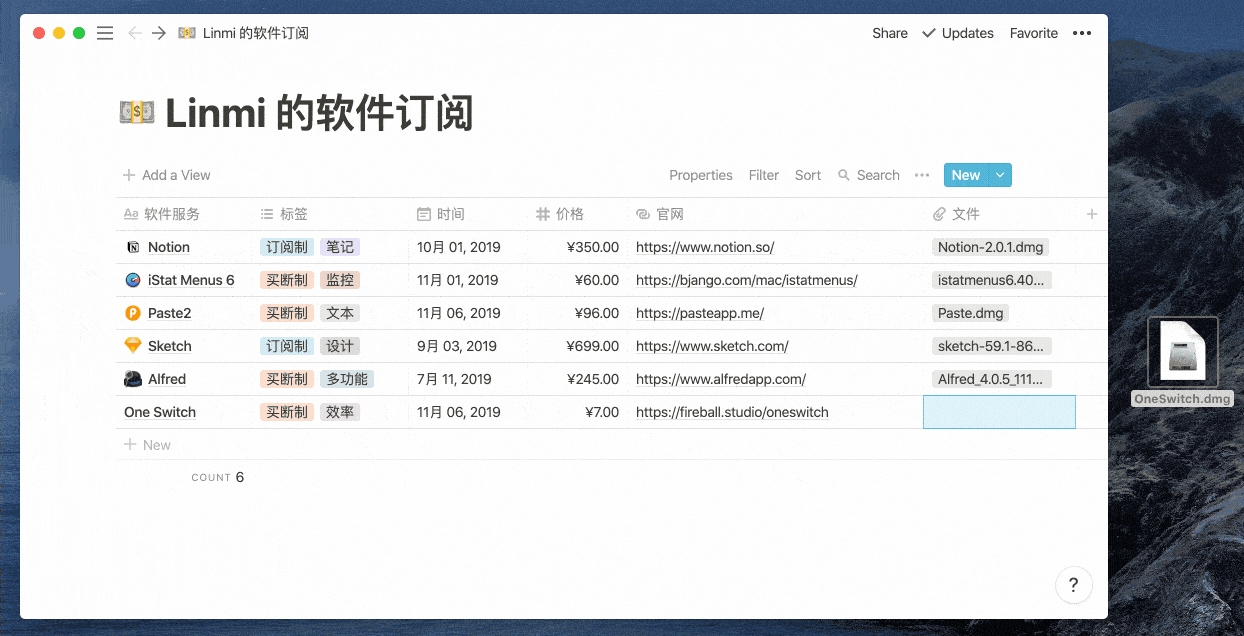 Linmi 的软件订阅 Share Updates Favorite
Linmi 的软件订阅
Add a View Properties Filter Sort Search New
Aa 软件服务 标签 时间 价格 官网 文件
Notion 订阅制 笔记 10月 01, 2019 ¥350.00 https://www.notion.so/ Notion-2.0.1.dmg
iStat Menus 6 买断制 监控 11月 01, 2019 ¥60.00 https://bjango.com/mac/istatmenus/ istatmenus6.40...
Paste2 买断制 文本 11月 06, 2019 ¥96.00 https://pasteapp.me/ Paste.dmg
Sketch 订阅制 设计 9月 03, 2019 ¥699.00 https://www.sketch.com/ sketch-59.1-86...
Alfred 买断制 多功能 7月 11, 2019 ¥245.00 https://www.alfredapp.com/ Alfred_4.0.5_111...
OneSwitch.dmg
One Switch 买断制 效率 11月 06, 2019 ¥7.00 https://fireball.studio/oneswitch
New
COUNT 6
?